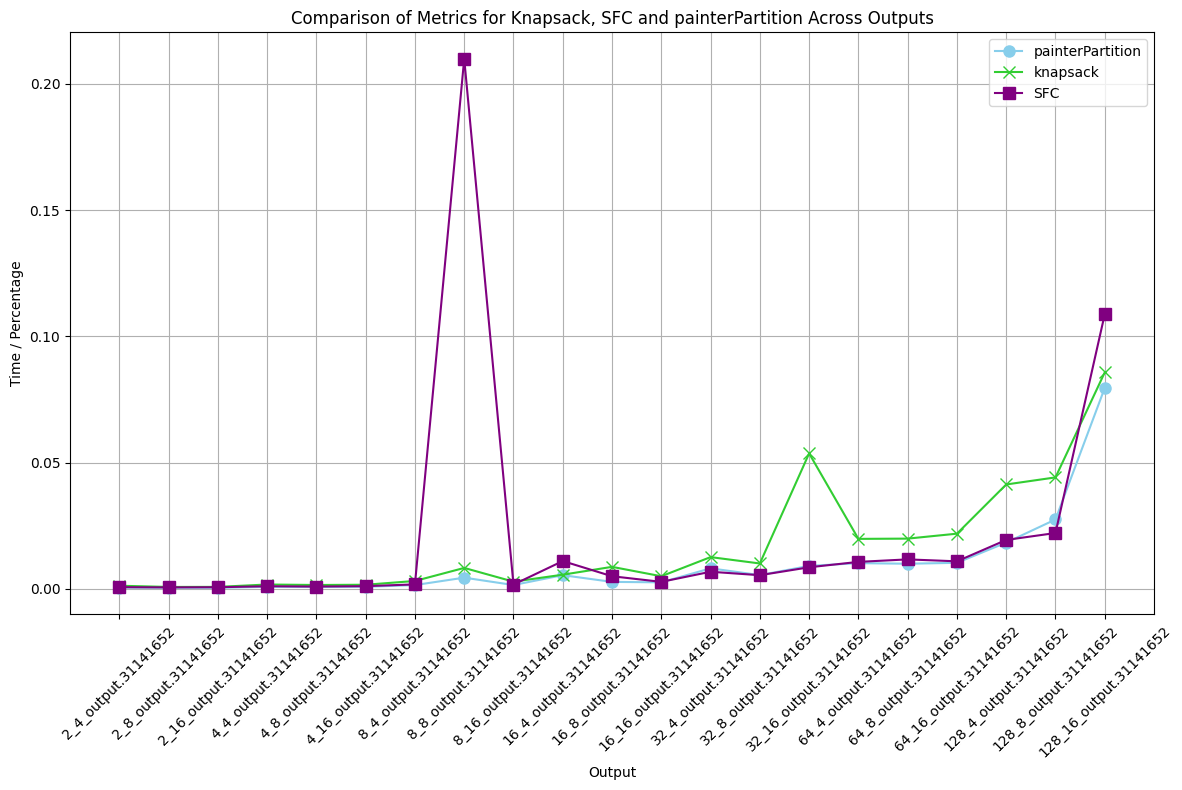 Comparison of Metrics for Knapsack, SFC and painterPartition Across Outputs
painterPartition
knapsack
SFC
Time / Percentage
0.20
0.15
0.10
0.05
0.00
2_4_output.31141652
2_8_output.31141652
2_16_output.31141652
4_4_output.31141652
4_8_output.31141652
4_16_output.31141652
8_4_output.31141652
8_8_output.31141652
8_16_output.31141652
16_4_output.31141652
16_8_output.31141652
16_16_output.31141652
32_4_output.31141652
32_8_output.31141652
32_16_output.31141652
64_4_output.31141652
64_8_output.31141652
64_16_output.31141652
128_4_output.31141652
128_8_output.31141652
128_16_output.31141652
Output